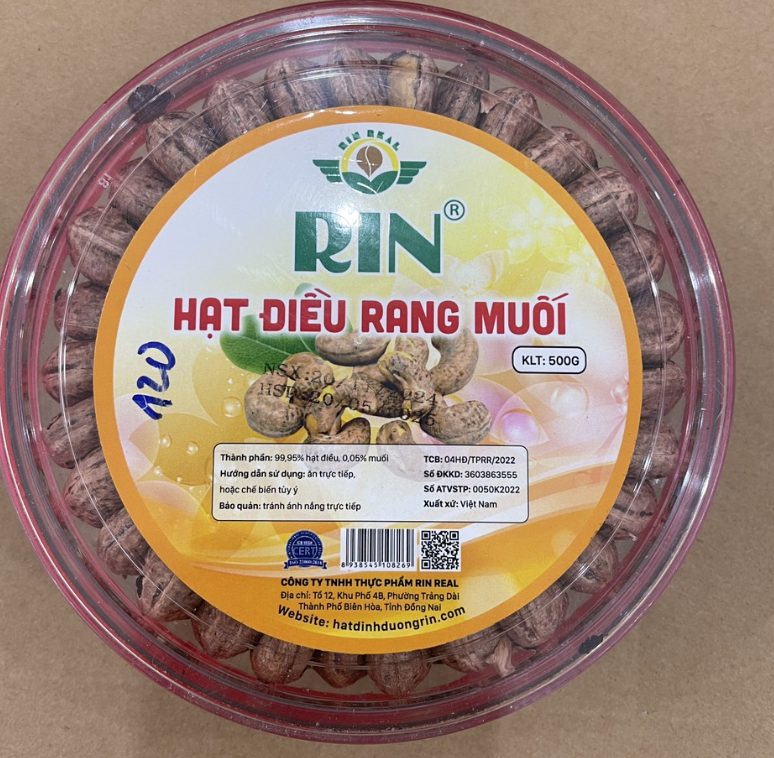 RIN REAL
RIN®
HẠT ĐIỀU RANG MUỐI
KLT: 500G
120
Thành phần: 99,95% hạt điều, 0,05% muối
Hướng dẫn sử dụng: ăn trực tiếp,
hoặc chế biến tùy ý
Bảo quản: tránh ánh nắng trực tiếp
TCB: 04HĐ/TPRR/2022
Số ĐKKD: 3603863555
Số ATVSTP: 0050K2022
Xuất xứ: Việt Nam
CERT
8 938545 108269
CÔNG TY TNHH THỰC PHẨM RIN REAL
Địa chỉ: Tổ 12, Khu Phố 4B, Phường Trảng Dài
Thành Phố Biên Hòa, Tỉnh Đồng Nai
Website: hatdinhduongrin.com